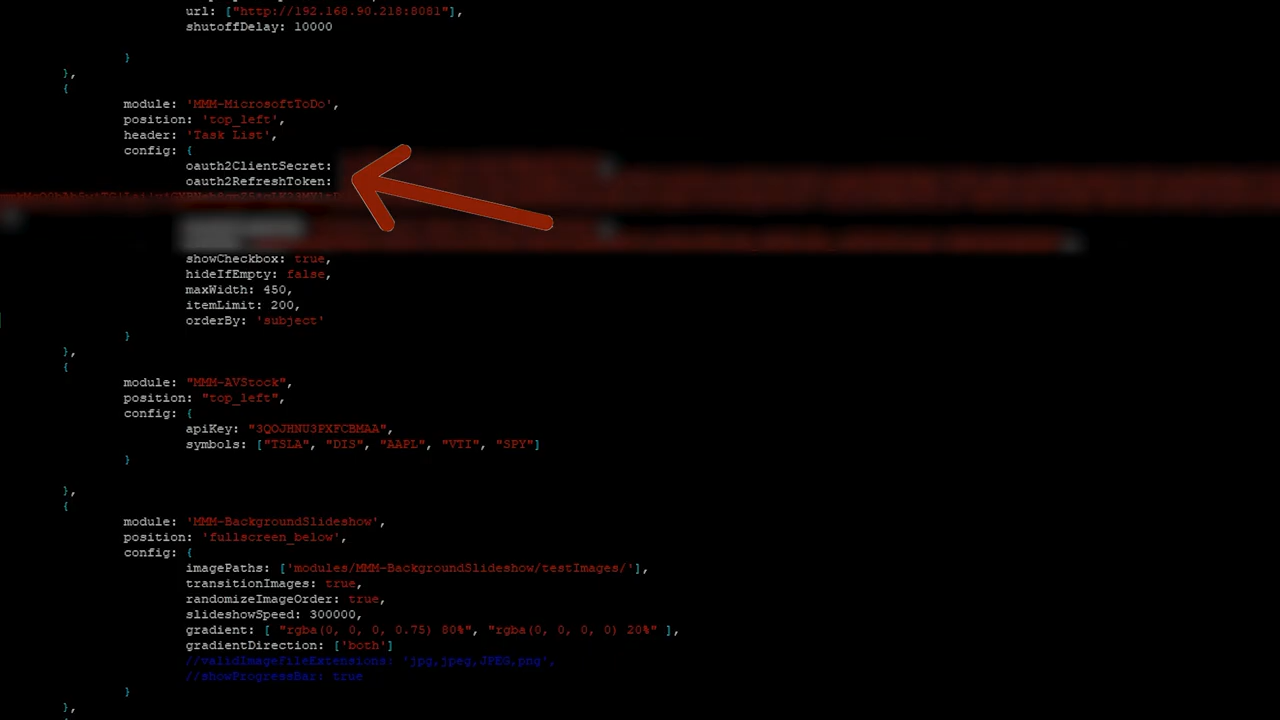 url: ["http://192.168.90.218:8081"],
shutoffDelay: 10000
}
},
{
module: 'MMM-MicrosoftToDo',
position: 'top_left',
header: 'Task List',
config: {
oauth2ClientSecret:
oauth2RefreshToken:
showCheckbox: true,
hideIfEmpty: false,
maxWidth: 450,
itemLimit: 200,
orderBy: 'subject'
}
},
{
module: "MMM-AVStock",
position: "top_left",
config: {
apiKey: "3QOJHNU3PXFCBMAA",
symbols: ["TSLA", "DIS", "AAPL", "VTI", "SPY"]
}
},
{
module: 'MMM-BackgroundSlideshow',
position: 'fullscreen_below',
config: {
imagePaths: ['modules/MMM-BackgroundSlideshow/testImages/'],
transitionImages: true,
randomizeImageOrder: true,
slideshowSpeed: 300000,
gradient: [ "rgba(0, 0, 0, 0.75) 80%", "rgba(0, 0, 0, 0) 20%" ],
gradientDirection: ['both']
//validImageFileExtensions: 'jpg,jpeg,JPEG,png',
//showProgressBar: true
}
},